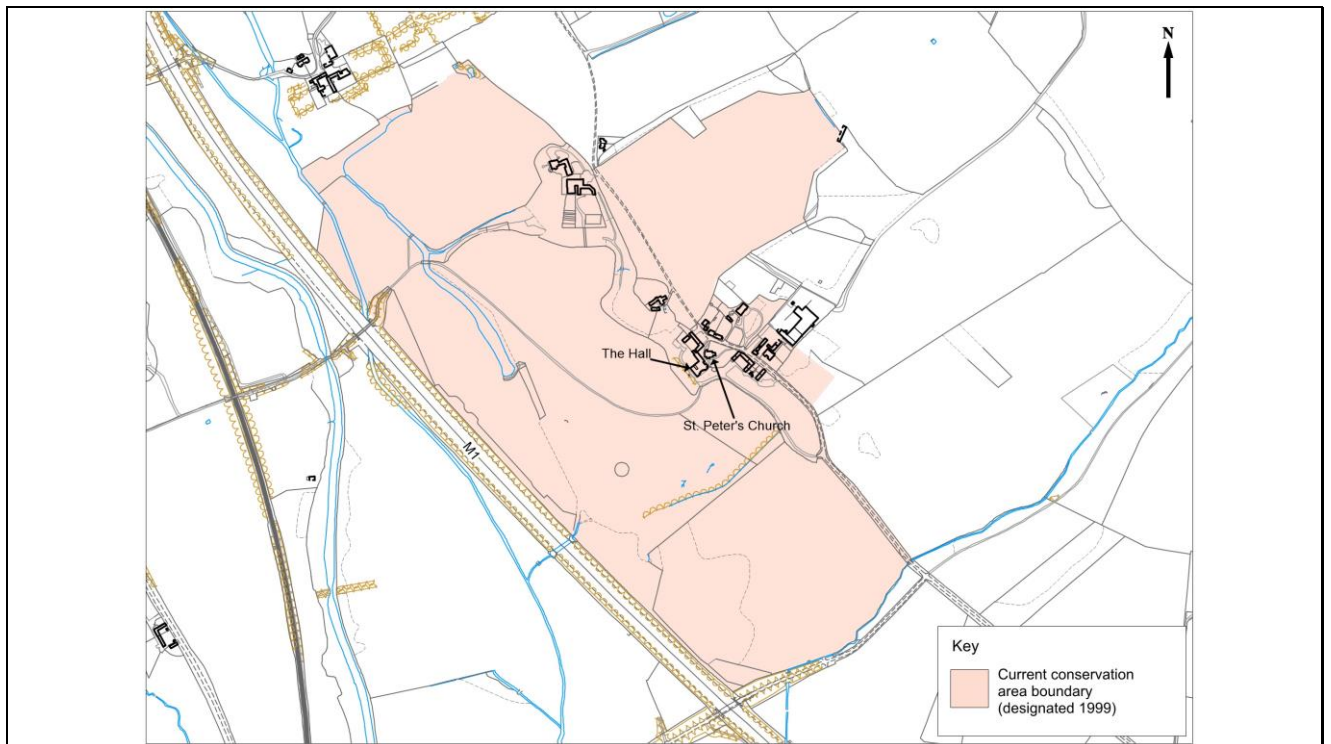 N
The Hall
St. Peter's Church
M1
Key
Current conservation
area boundary
(designated 1999)